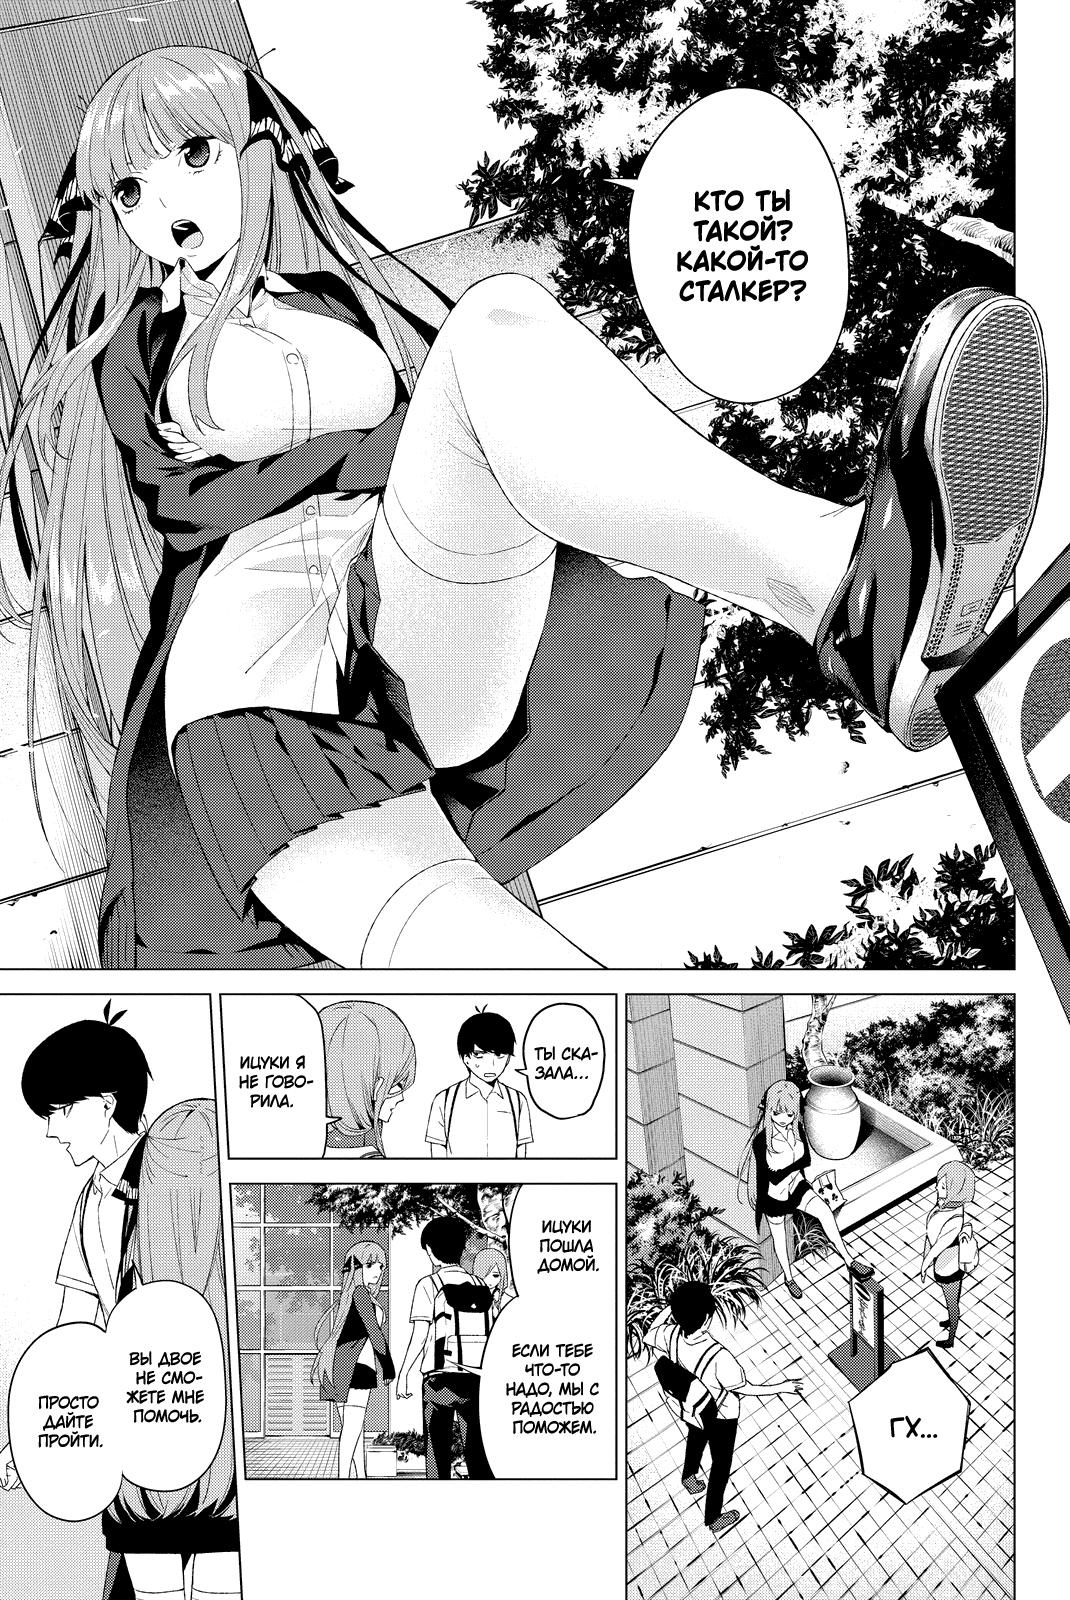 КТО ТЫ
ТАКОЙ?
КАКОЙ-ТО
СТАЛКЕР?
ГХ...
ТЫ СКА-
ЗАЛА...
ИЦУКИ Я
НЕ ГОВО-
РИЛА.
ИЦУКИ
ПОШЛА
ДОМОЙ.
ЕСЛИ ТЕБЕ
ЧТО-ТО
НАДО, МЫ С
РАДОСТЬЮ
ПОМОЖЕМ.
ВЫ ДВОЕ
НЕ СМО-
ЖЕТЕ МНЕ
ПОМОЧЬ.
ПРОСТО
ДАЙТЕ
ПРОЙТИ.